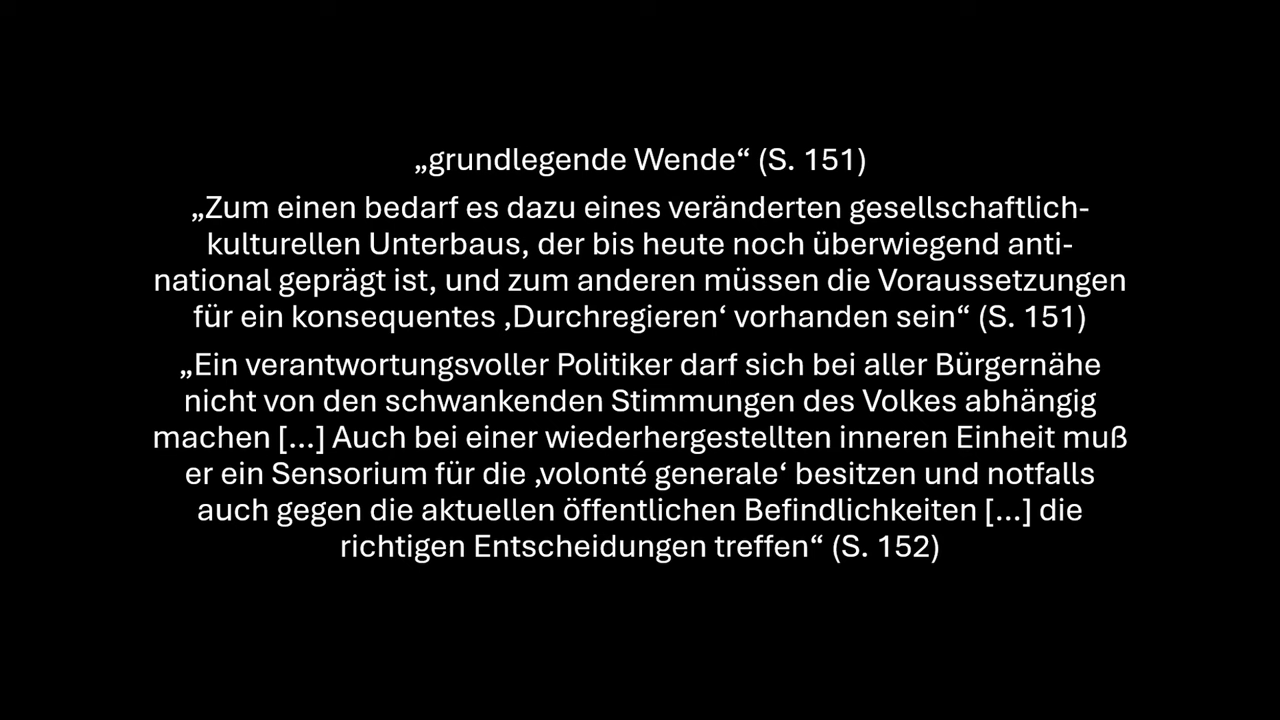 „grundlegende Wende“ (S. 151)
„Zum einen bedarf es dazu eines veränderten gesellschaftlich-
kulturellen Unterbaus, der bis heute noch überwiegend anti-
national geprägt ist, und zum anderen müssen die Voraussetzungen
für ein konsequentes ‚Durchregieren‘ vorhanden sein“ (S. 151)
„Ein verantwortungsvoller Politiker darf sich bei aller Bürgernähe
nicht von den schwankenden Stimmungen des Volkes abhängig
machen [...] Auch bei einer wiederhergestellten inneren Einheit muß
er ein Sensorium für die ‚volonté generale‘ besitzen und notfalls
auch gegen die aktuellen öffentlichen Befindlichkeiten [...] die
richtigen Entscheidungen treffen“ (S. 152)